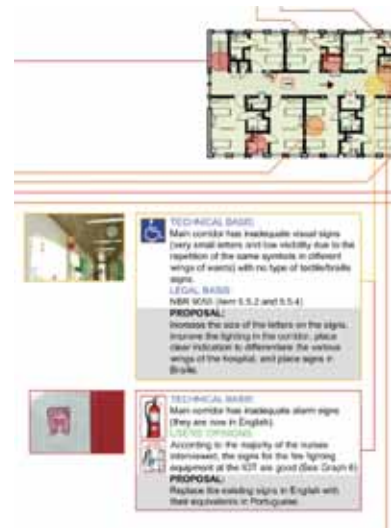 TECHNICAL BASIS:
Main corridor has inadequate visual signs
(very small letters and low visibility due to the
repetition of the same symbols in different
wings of wards) with no type of tactile/braille
signs.
LEGAL BASIS
NBR 9050 (item 5.5.2 and 5.5.4)
PROPOSAL:
Increase the size of the letters on the signs,
improve the lighting in the corridor, place
clear indication to differentiate the various
wings of the hospital, and place signs in
Braille.
TECHNICAL BASIS:
Main corridor has inadequate alarm signs
(they are now in English).
USERS' OPINIONS:
According to the majority of the nurses
interviewed, the signs for the fire fighting
equipment at the IOT are good (See Graph 6)
PROPOSAL:
Replace the existing signs in English with
their equivalents in Portuguese.